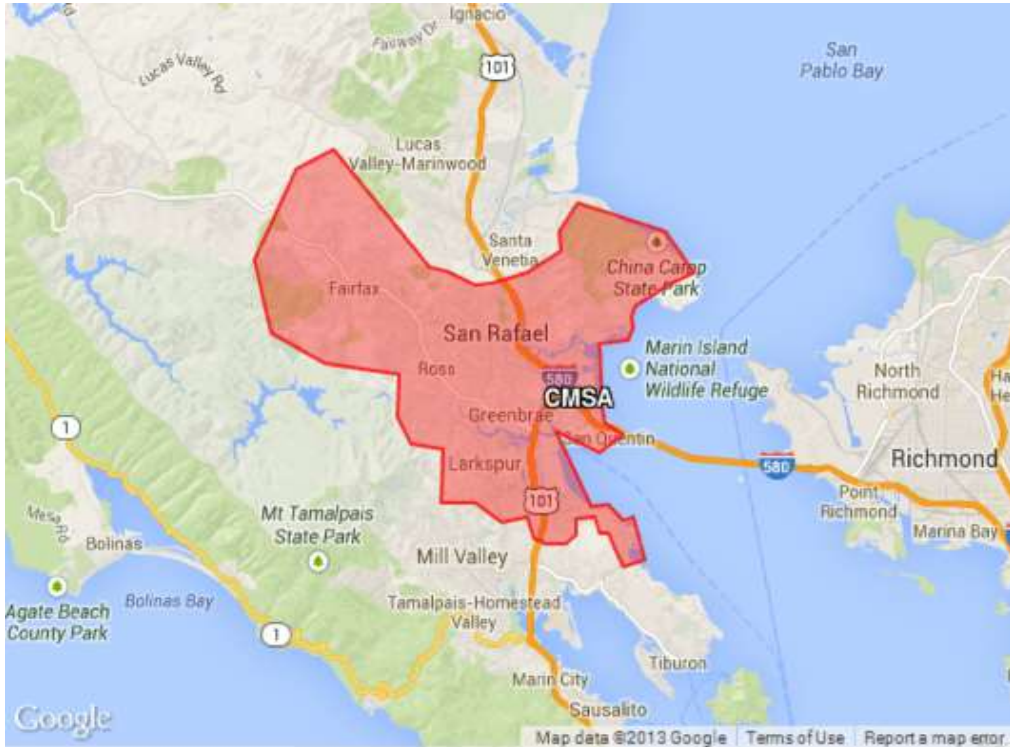 Ignacio
Fairway Dr
San
Pablo Bay
101
Lucas Valley Rd
Lucas
Valley-Marinwood
Santa
Venetia
China Camp
State Park
Fairfax
San Rafael
Marin Island
National
Wildlife Refuge
Ross
580
North
Richmond
Ha
He
CMSA
Greenbrae
San Quentin
1
Larkspur
580
Richmond
101
Point
Richmond
Mesa Rd
Mt Tamalpais
State Park
Marina Bay
Bolinas
Mill Valley
Agate Beach
County Park
Bolinas Bay
Tamalpais-Homestead
Valley
1
Tiburon
Marin City
Sausalito
Google
Map data ©2013 Google
Terms of Use
Report a map error